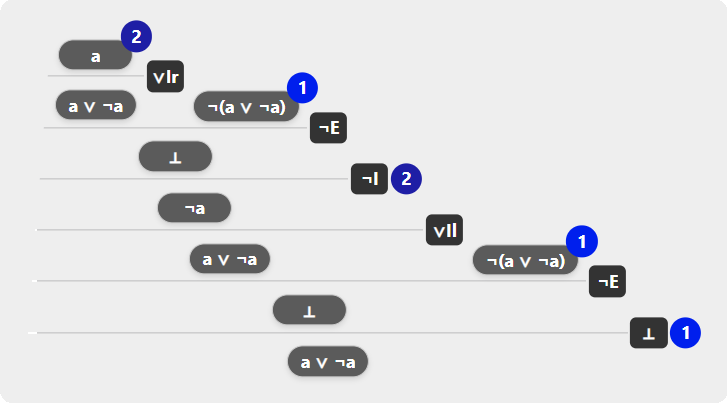 a 2
∨Ir
a ∨ ¬a ¬(a ∨ ¬a) 1
¬E
⊥
¬I 2
¬a
∨Il
a ∨ ¬a ¬(a ∨ ¬a) 1
¬E
⊥
⊥ 1
a ∨ ¬a